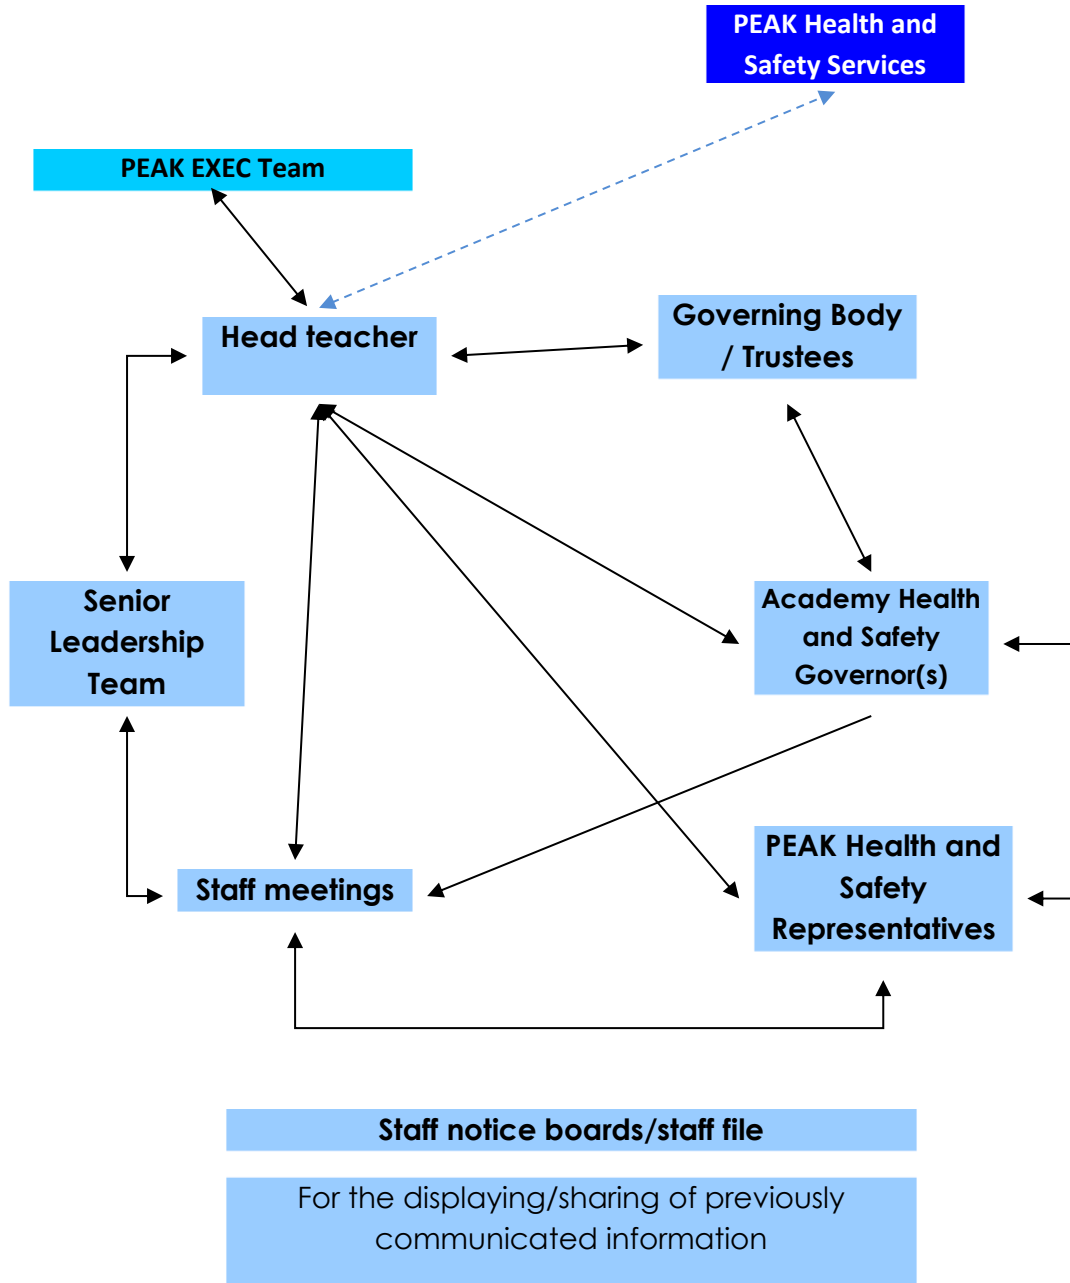 PEAK Health and
Safety Services
PEAK EXEC Team
Head teacher
Governing Body
/ Trustees
Senior
Leadership
Team
Academy Health
and Safety
Governor(s)
Staff meetings
PEAK Health and
Safety
Representatives
Staff notice boards/staff file
For the displaying/sharing of previously
communicated information